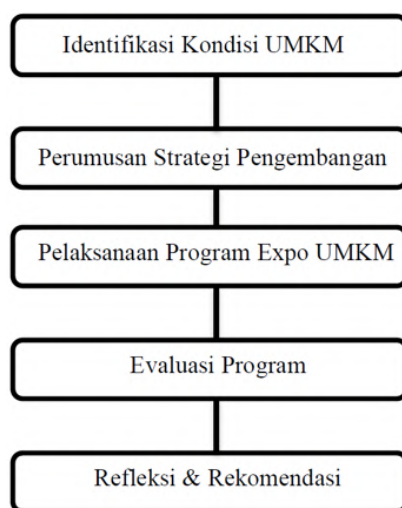 Identifikasi Kondisi UMKM
Perumusan Strategi Pengembangan
Pelaksanaan Program Expo UMKM
Evaluasi Program
Refleksi & Rekomendasi